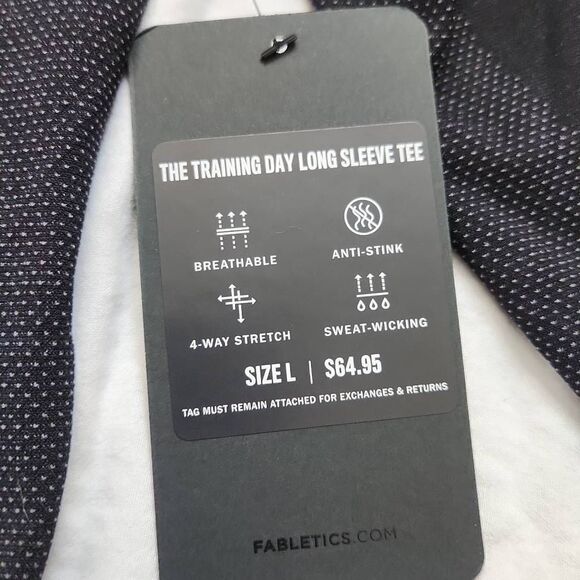 THE TRAINING DAY LONG SLEEVE TEE
BREATHABLE
ANTI-STINK
4-WAY STRETCH
SWEAT-WICKING
SIZE L | $64.95
TAG MUST REMAIN ATTACHED FOR EXCHANGES & RETURNS
FABLETICS.COM